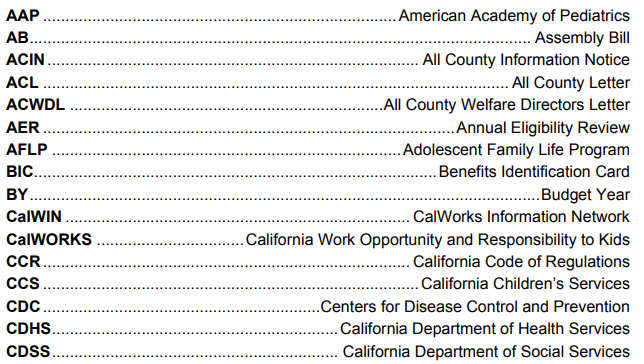 AAP ........................................................................ American Academy of Pediatrics
AB........................................................................................................ Assembly Bill
ACIN ........................................................................... All County Information Notice
ACL ................................................................................................ All County Letter
ACWDL ............................................................... All County Welfare Directors Letter
AER ..................................................................................... Annual Eligibility Review
AFLP ....................................................................... Adolescent Family Life Program
BIC................................................................................. Benefits Identification Card
BY......................................................................................................... Budget Year
CalWIN ..................................................................... CalWorks Information Network
CalWORKS .............................. California Work Opportunity and Responsibility to Kids
CCR ........................................................................... California Code of Regulations
CCS ............................................................................ California Children’s Services
CDC ........................................................ Centers for Disease Control and Prevention
CDHS........................................................... California Department of Health Services
CDSS........................................................... California Department of Social Services